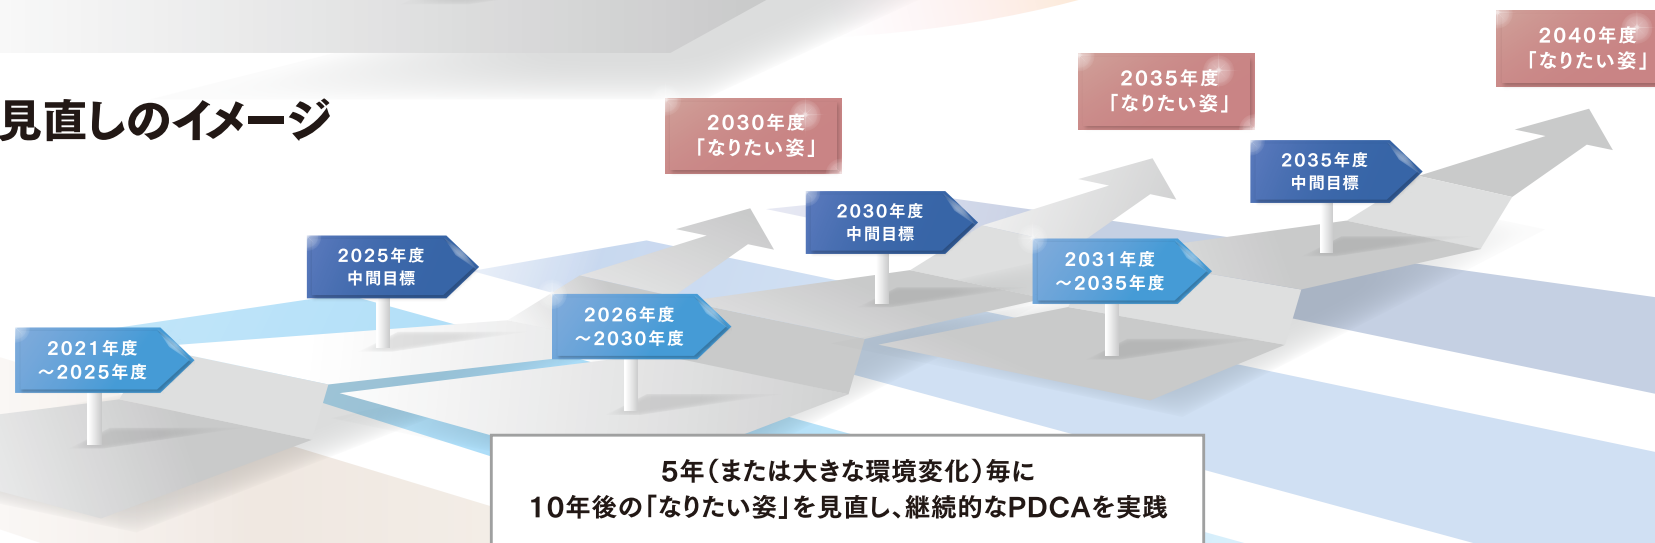 見直しのイメージ
2021年度
～2025年度
2025年度
中間目標
2026年度
～2030年度
2030年度
「なりたい姿」
2030年度
中間目標
2031年度
～2035年度
2035年度
「なりたい姿」
2035年度
中間目標
2040年度
「なりたい姿」
5年（または大きな環境変化）毎に
10年後の「なりたい姿」を見直し、継続的なPDCAを実践